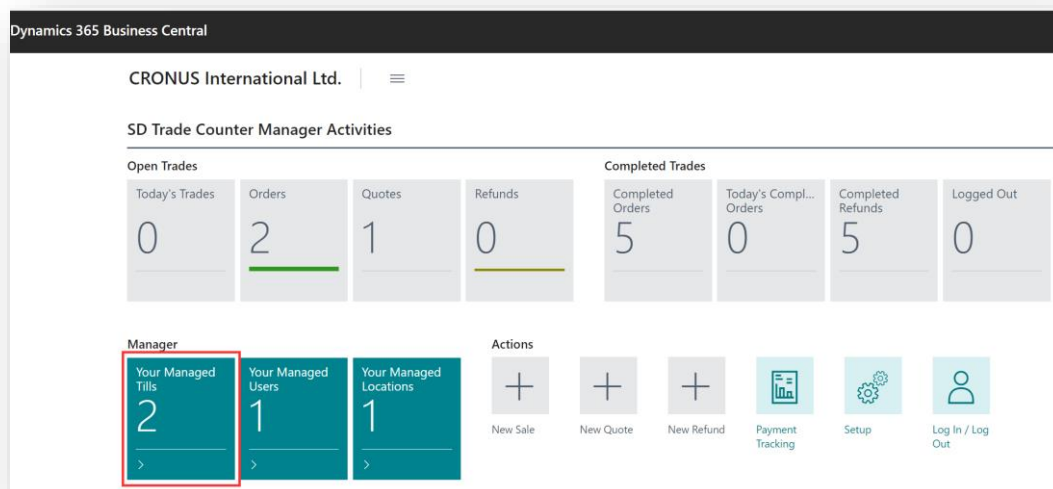 Dynamics 365 Business Central
CRONUS International Ltd.
SD Trade Counter Manager Activities
Open Trades
Today's Trades
0
Orders
2
Quotes
1
Refunds
0
Completed Trades
Completed
Orders
5
Today's Compl...
Orders
0
Completed
Refunds
5
Logged Out
0
Manager
Your Managed
Tills
2
Your Managed
Users
1
Your Managed
Locations
1
Actions
New Sale
New Quote
New Refund
Payment
Tracking
Setup
Log In / Log
Out